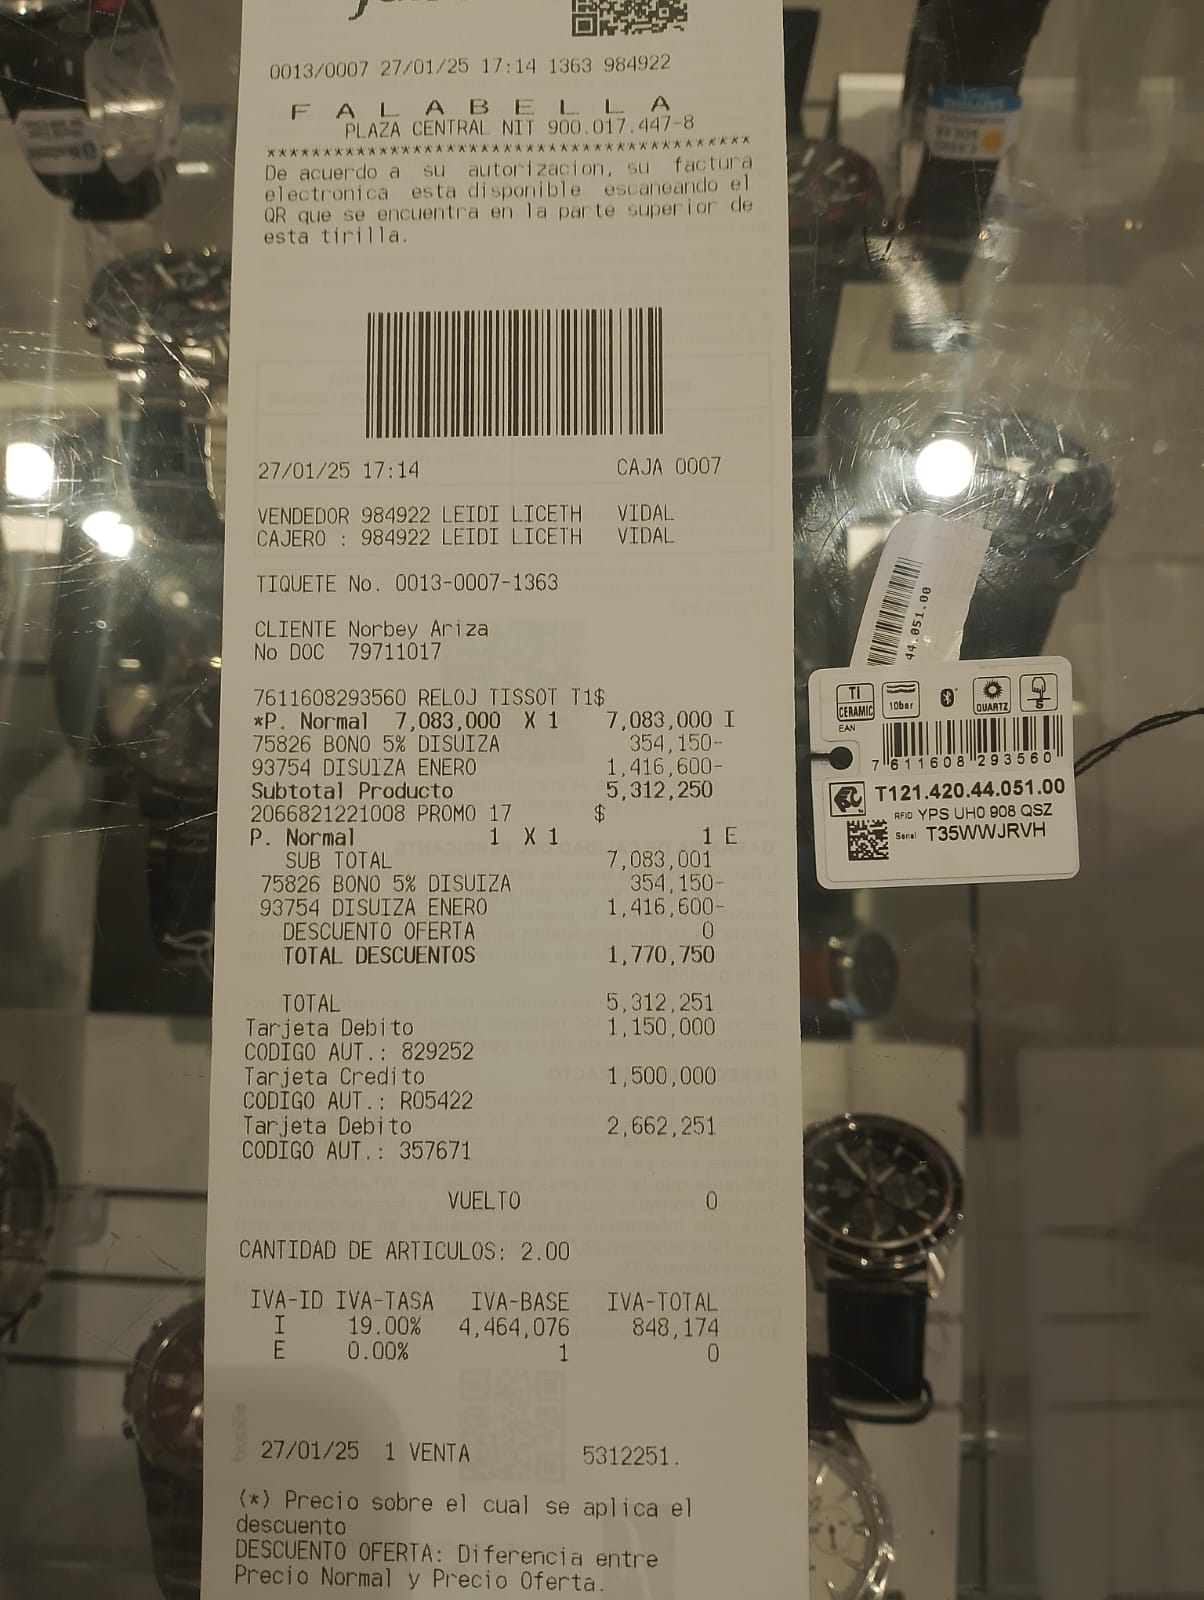 0013/0007 27/01/25 17:14 1363 984922
F A L A B E L L A
PLAZA CENTRAL NIT 900.017.447-8
******************************************
De acuerdo a su autorizacion, su factura
electronica esta disponible escaneando el
QR que se encuentra en la parte superior de
esta tirilla.
27/01/25 17:14 CAJA 0007
VENDEDOR 984922 LEIDI LICETH VIDAL
CAJERO : 984922 LEIDI LICETH VIDAL
TIQUETE No. 0013-0007-1363
CLIENTE Norbey Ariza
No DOC 79711017
7611608293560 RELOJ TISSOT T1$
*P. Normal 7,083,000 X 1 7,083,000 I
75826 BONO 5% DISUIZA 354,150-
93754 DISUIZA ENERO 1,416,600-
Subtotal Producto 5,312,250
2066821221008 PROMO 17 $
P. Normal 1 X 1 1 E
SUB TOTAL 7,083,001
75826 BONO 5% DISUIZA 354,150-
93754 DISUIZA ENERO 1,416,600-
DESCUENTO OFERTA 0
TOTAL DESCUENTOS 1,770,750
TOTAL 5,312,251
Tarjeta Debito 1,150,000
CODIGO AUT.: 829252
Tarjeta Credito 1,500,000
CODIGO AUT.: R05422
Tarjeta Debito 2,662,251
CODIGO AUT.: 357671
VUELTO 0
CANTIDAD DE ARTICULOS: 2.00
IVA-ID IVA-TASA IVA-BASE IVA-TOTAL
I 19.00% 4,464,076 848,174
E 0.00% 1 0
27/01/25 1 VENTA 5312251.
(*) Precio sobre el cual se aplica el
descuento
DESCUENTO OFERTA: Diferencia entre
Precio Normal y Precio Oferta.
44.051.00
TI CERAMIC 10bar QUARTZ
EAN
7 611608 293560
T121.420.44.051.00
RFID YPS UH0 908 QSZ
Serial T35WWJRVH